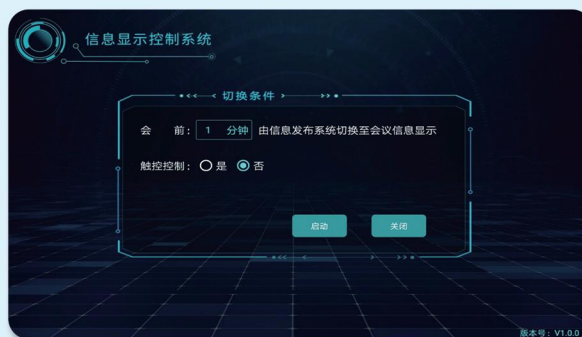 信息显示控制系统
切换条件
会 前: 1 分钟 由信息发布系统切换至会议信息显示
触控控制: 是 否
启动 关闭
版本号: V1.0.0